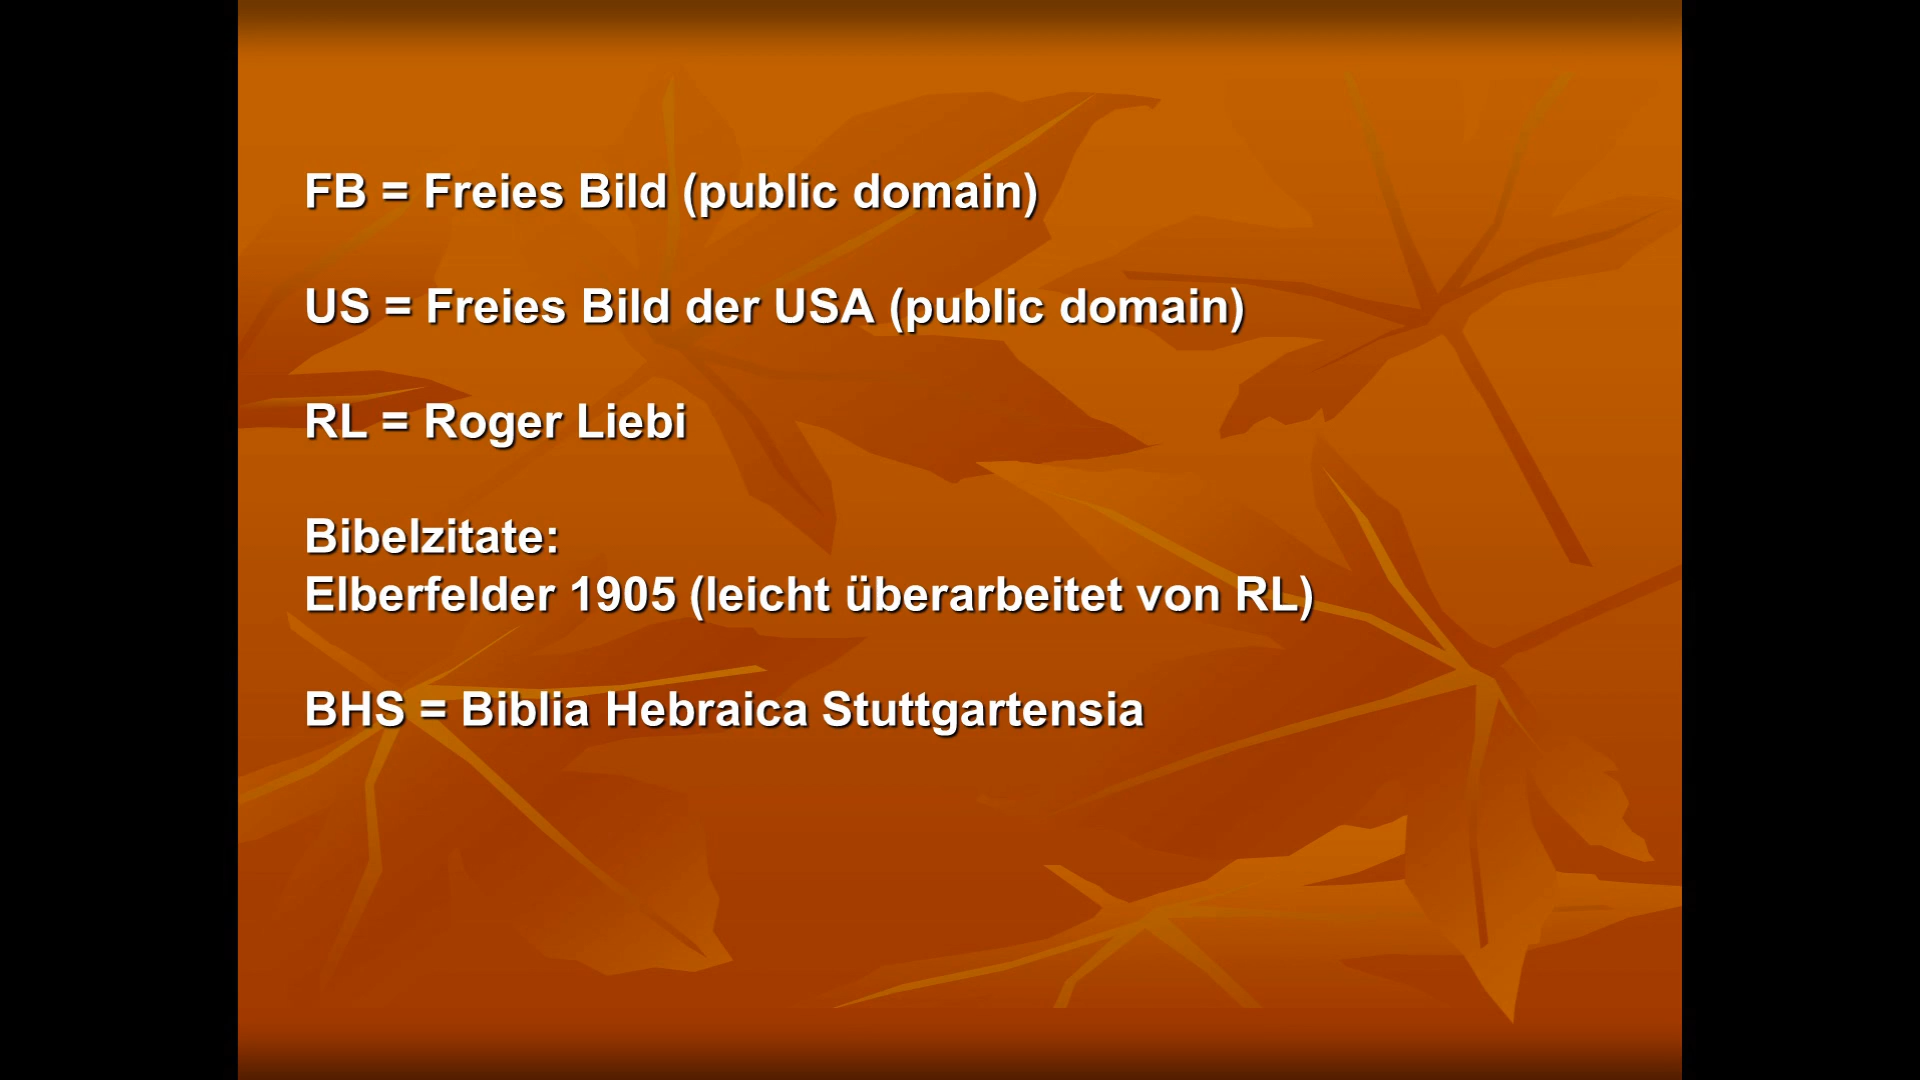 FB = Freies Bild (public domain)
US = Freies Bild der USA (public domain)
RL = Roger Liebi
Bibelzitate:
Elberfelder 1905 (leicht überarbeitet von RL)
BHS = Biblia Hebraica Stuttgartensia